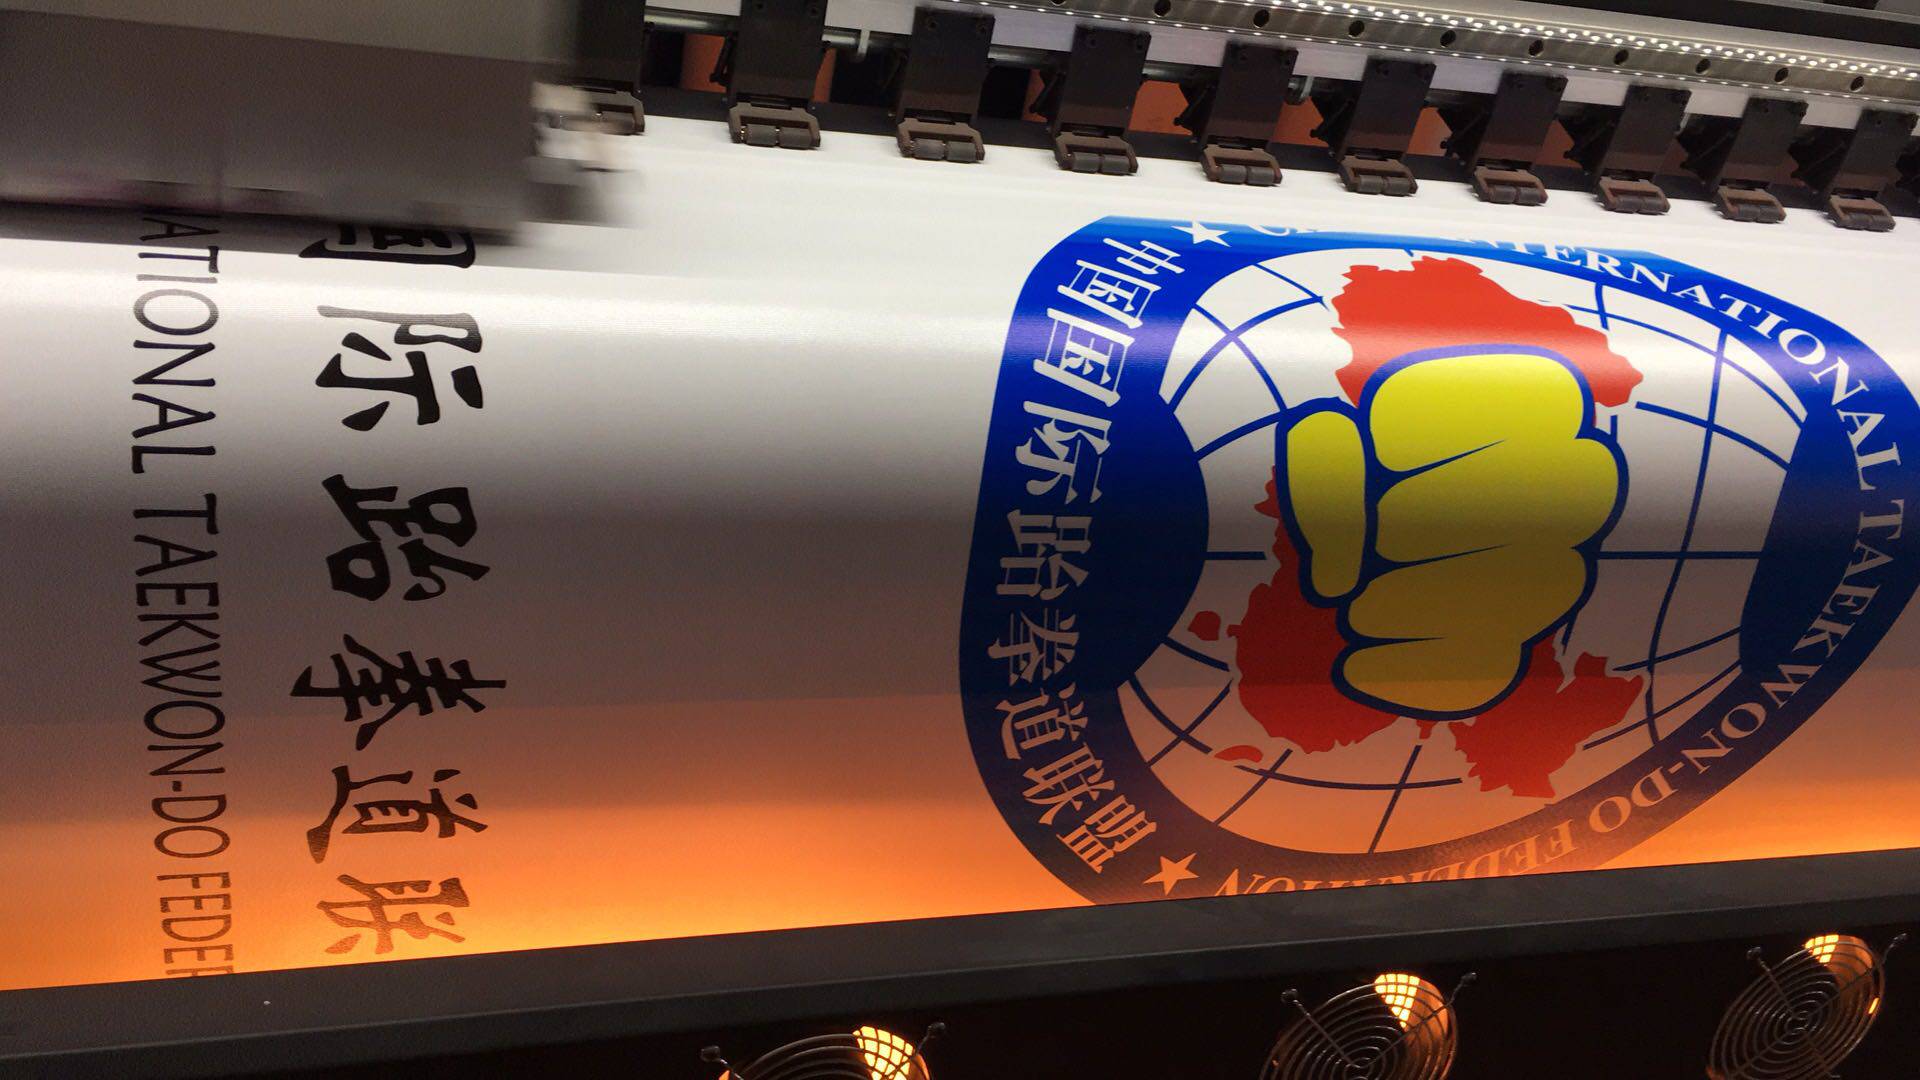 国际跆拳道联
ATIONAL TAEKWON-DO FEDER
中国国际跆拳道联盟
INTERNATIONAL TAEKWON-DO FEDERATION